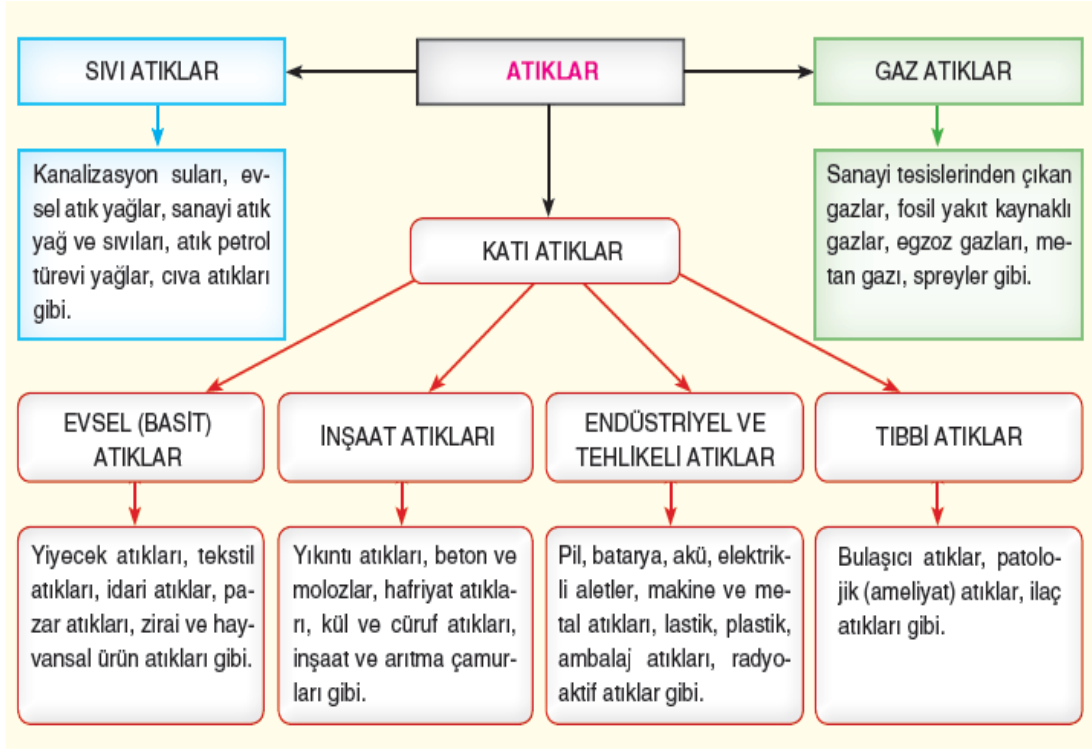 SIVI ATIKLAR
ATIKLAR
GAZ ATIKLAR
Kanalizasyon suları, ev-
sel atık yağlar, sanayi atık
yağ ve sıvıları, atık petrol
türevi yağlar, cıva atıkları
gibi.
Sanayi tesislerinden çıkan
gazlar, fosil yakıt kaynaklı
gazlar, egzoz gazları, me-
tan gazı, spreyler gibi.
KATI ATIKLAR
EVSEL (BASİT)
ATIKLAR
İNŞAAT ATIKLARI
ENDÜSTRİYEL VE
TEHLİKELİ ATIKLAR
TIBBİ ATIKLAR
Yiyecek atıkları, tekstil
atıkları, idari atıklar, pa-
zar atıkları, zirai ve hay-
vansal ürün atıkları gibi.
Yıkıntı atıkları, beton ve
molozlar, hafriyat atıkla-
rı, kül ve cüruf atıkları,
inşaat ve arıtma çamur-
ları gibi.
Pil, batarya, akü, elektrik-
li aletler, makine ve me-
tal atıkları, lastik, plastik,
ambalaj atıkları, radyo-
aktif atıklar gibi.
Bulaşıcı atıklar, patolo-
jik (ameliyat) atıklar, ilaç
atıkları gibi.